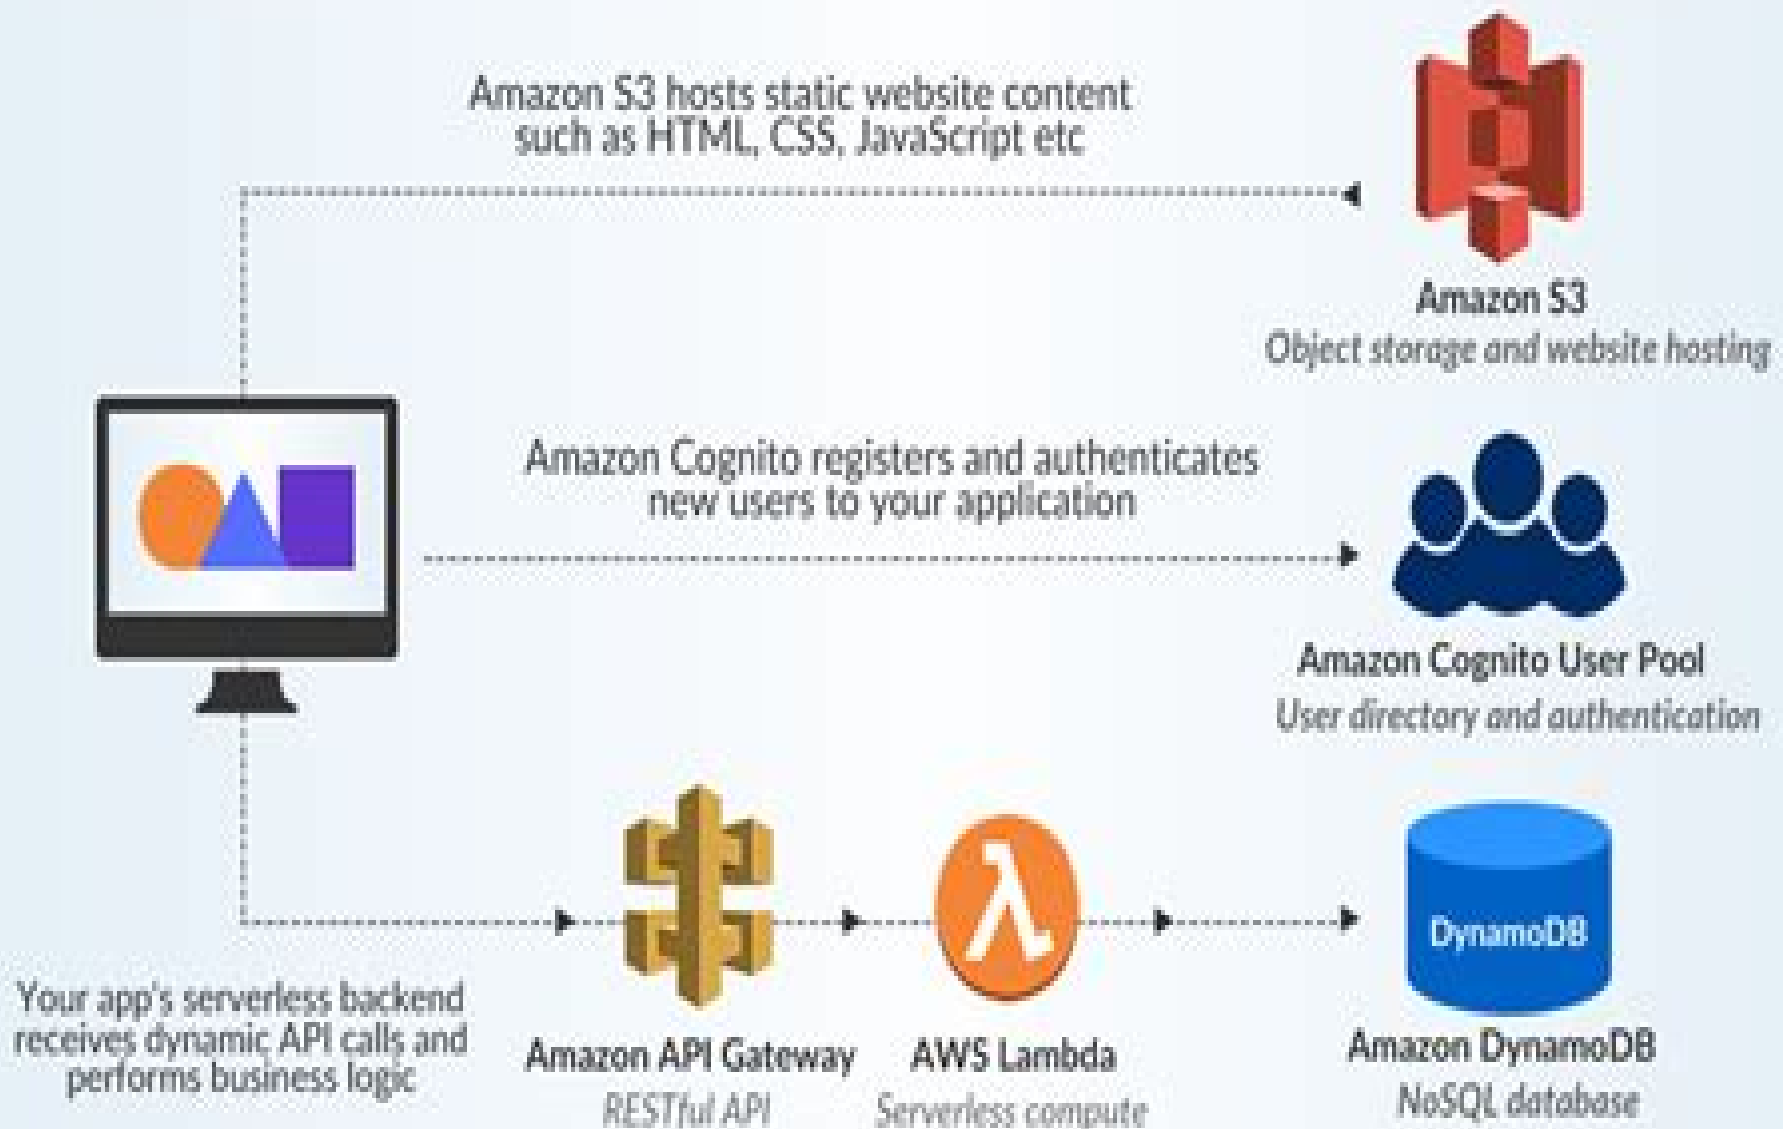 Amazon S3 hosts static website content
such as HTML, CSS, JavaScript etc
Amazon S3
Object storage and website hosting
Amazon Cognito registers and authenticates
new users to your application
Amazon Cognito User Pool
User directory and authentication
Your app's serverless backend
receives dynamic API calls and
performs business logic
Amazon API Gateway
RESTful API
AWS Lambda
Serverless compute
DynamoDB
Amazon DynamoDB
NoSQL database